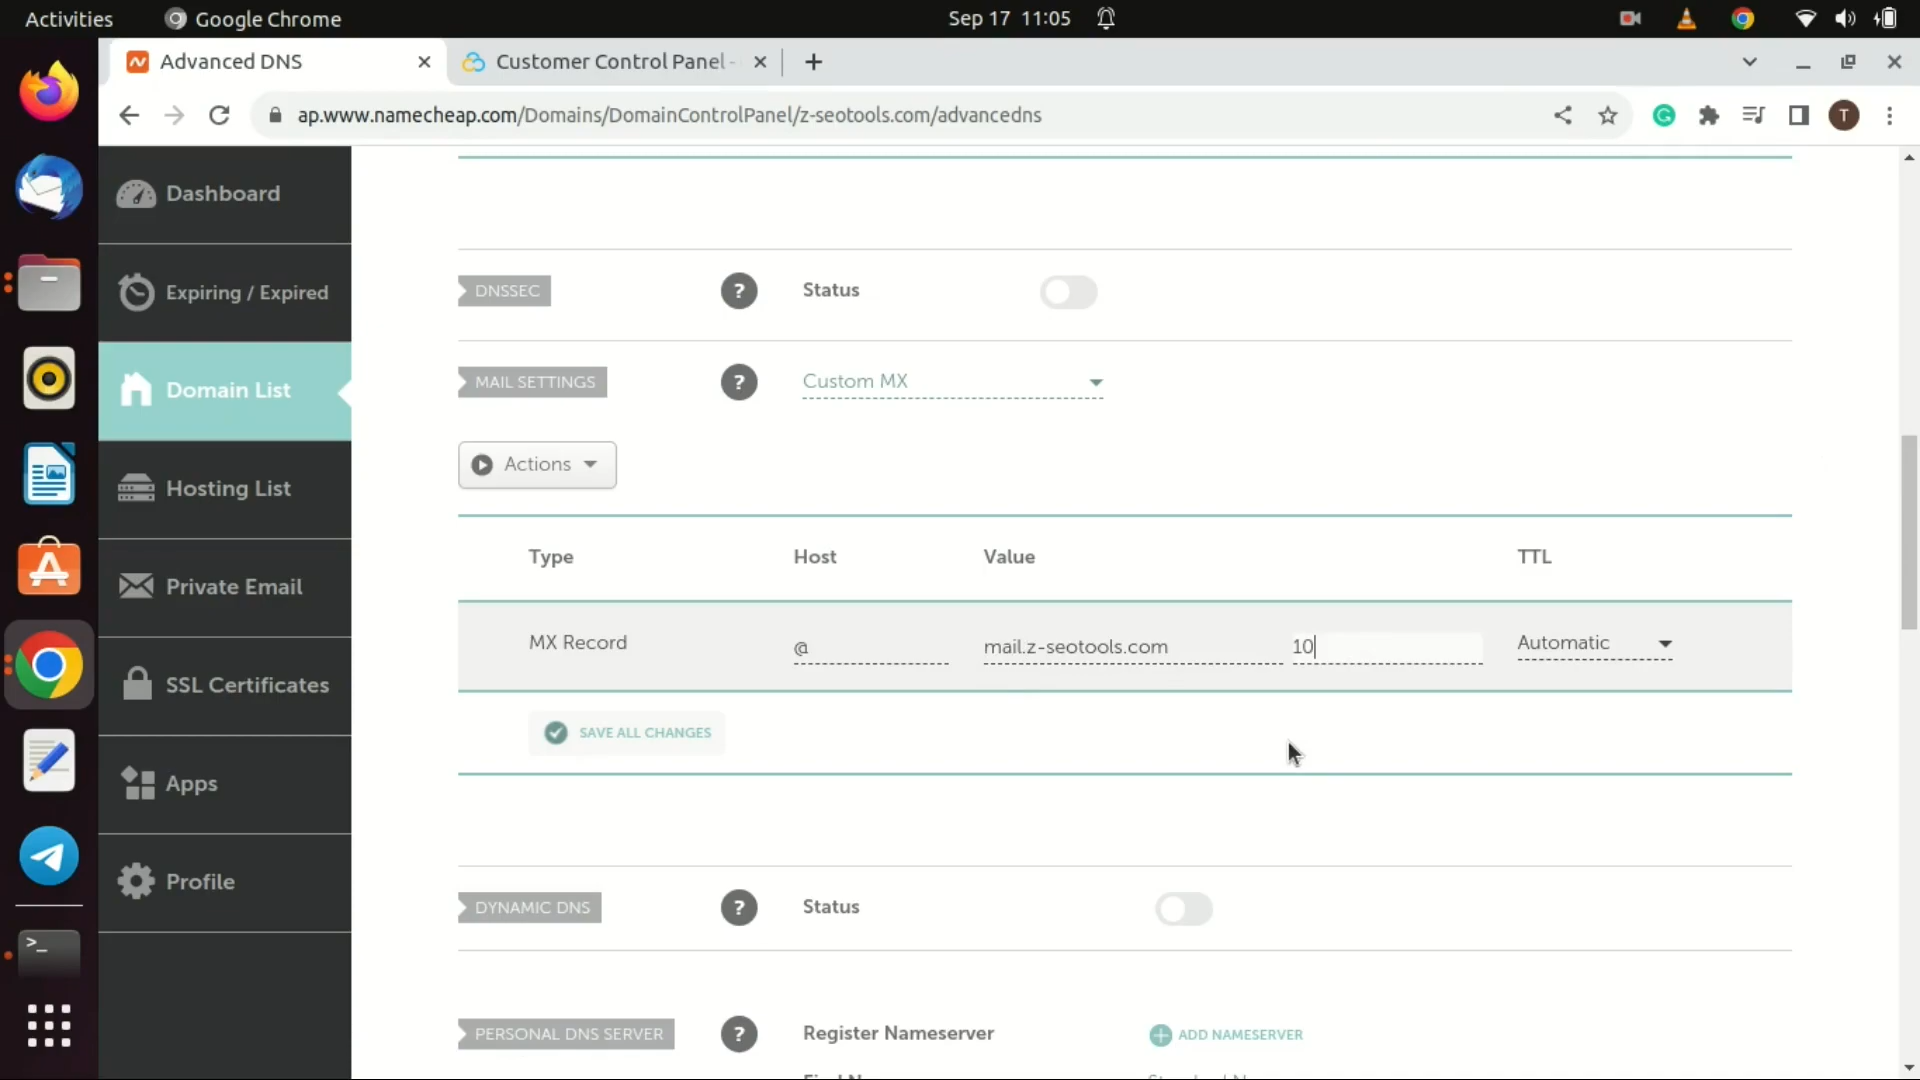 Activities
Google Chrome
Sep 17 11:05
Advanced DNS
Customer Control Panel -
ap.www.namecheap.com/Domains/DomainControlPanel/z-seotools.com/advancedns
T
Dashboard
Expiring / Expired
Domain List
Hosting List
Private Email
SSL Certificates
Apps
Profile
DNSSEC
? Status
MAIL SETTINGS
? Custom MX
Actions
Type Host Value TTL
MX Record @ mail.z-seotools.com 10 Automatic
SAVE ALL CHANGES
DYNAMIC DNS
? Status
PERSONAL DNS SERVER
? Register Nameserver
ADD NAMESERVER